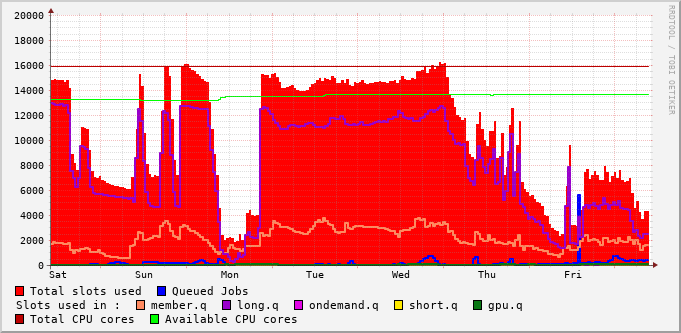 20000
18000
16000
14000
12000
10000
8000
6000
4000
2000
0
Sat Sun Mon Tue Wed Thu Fri
Total slots used Queued Jobs
Slots used in : member.q long.q ondemand.q short.q gpu.q
Total CPU cores Available CPU cores
RRDTOOL / TOBI OETIKER